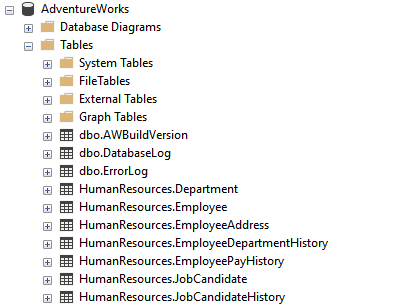 AdventureWorks
Database Diagrams
Tables
System Tables
FileTables
External Tables
Graph Tables
dbo.AWBuildVersion
dbo.DatabaseLog
dbo.ErrorLog
HumanResources.Department
HumanResources.Employee
HumanResources.EmployeeAddress
HumanResources.EmployeeDepartmentHistory
HumanResources.EmployeePayHistory
HumanResources.JobCandidate
HumanResources.JobCandidateHistory